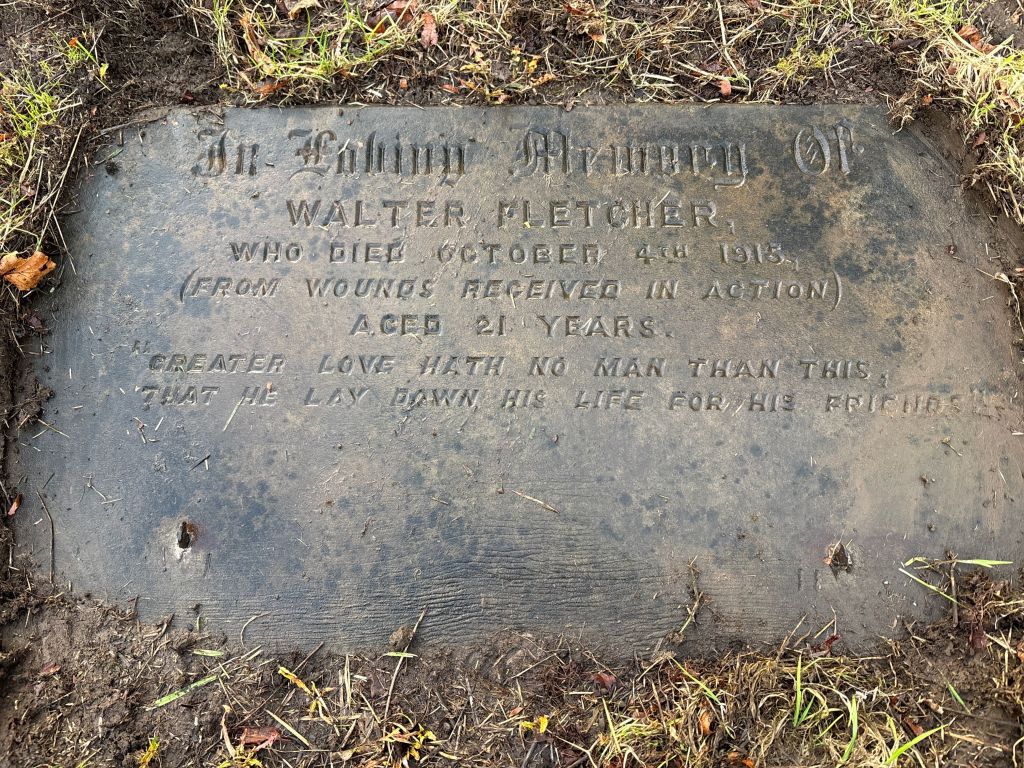 In Loving Memory Of
WALTER FLETCHER,
WHO DIED OCTOBER 4TH 1915,
(FROM WOUNDS RECEIVED IN ACTION)
AGED 21 YEARS.
"GREATER LOVE HATH NO MAN THAN THIS,
THAT HE LAY DOWN HIS LIFE FOR HIS FRIENDS."